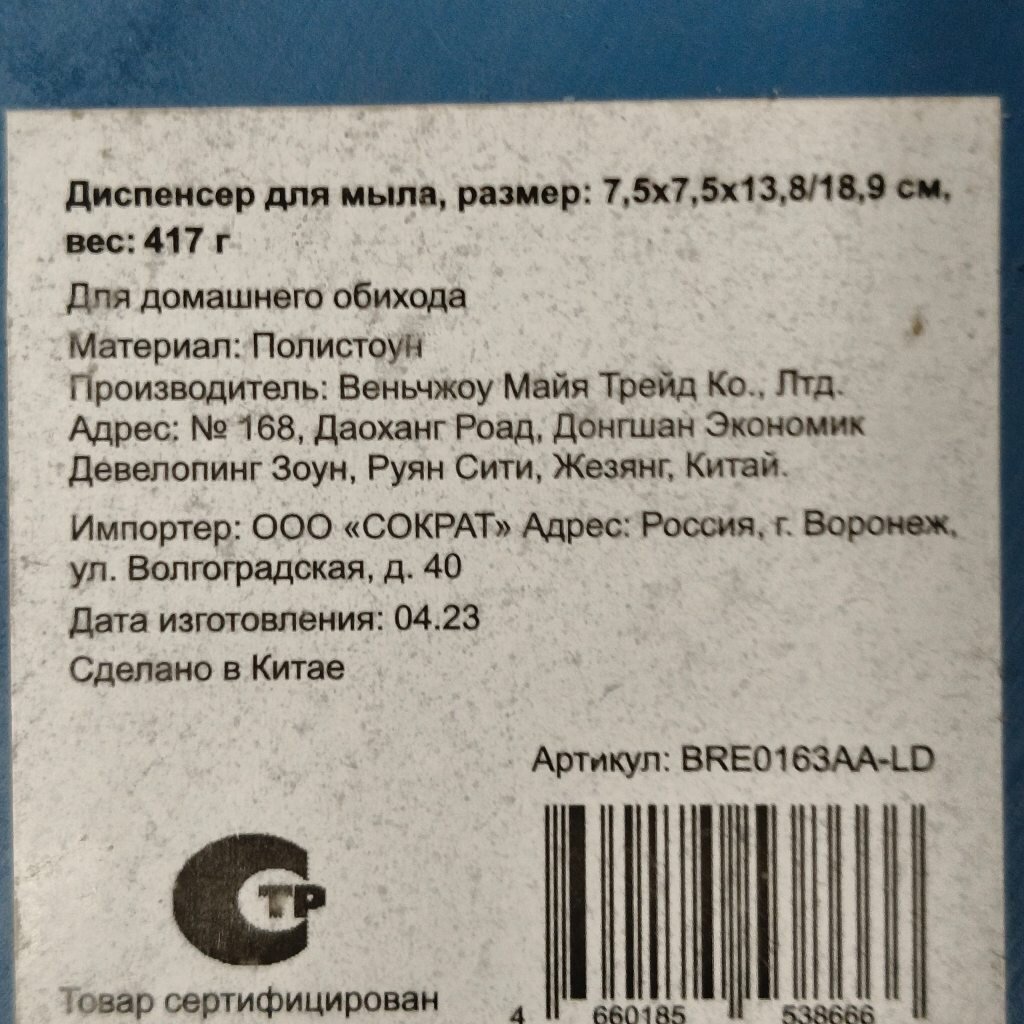 Диспенсер для мыла, размер: 7,5х7,5х13,8/18,9 см,
вес: 417 г
Для домашнего обихода
Материал: Полистоун
Производитель: Веньчжоу Майя Трейд Ко., Лтд.
Адрес: № 168, Даоханг Роад, Донгшан Экономик
Девелопинг Зоун, Руян Сити, Жезянг, Китай.
Импортер: ООО «СОКРАТ» Адрес: Россия, г. Воронеж,
ул. Волгоградская, д. 40
Дата изготовления: 04.23
Сделано в Китае
Артикул: BRE0163AA-LD
СТР
Товар сертифицирован
4 660185 538666